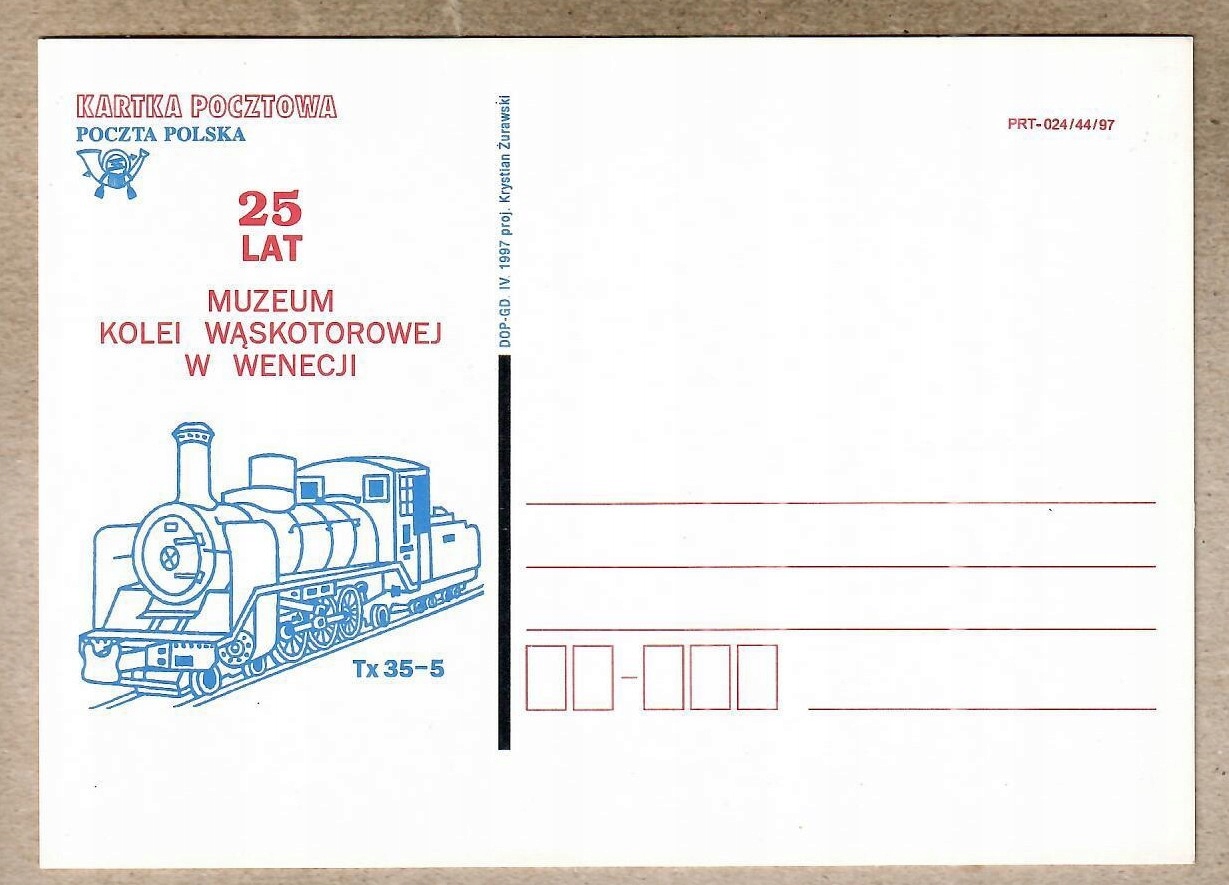 KARTKA POCZTOWA
POCZTA POLSKA
25
LAT
MUZEUM
KOLEI WĄSKOTOROWEJ
W WENECJI
Tx 35-5
DOP-GD. IV. 1997 proj. Krystian Żurawski
PRT-024/44/97